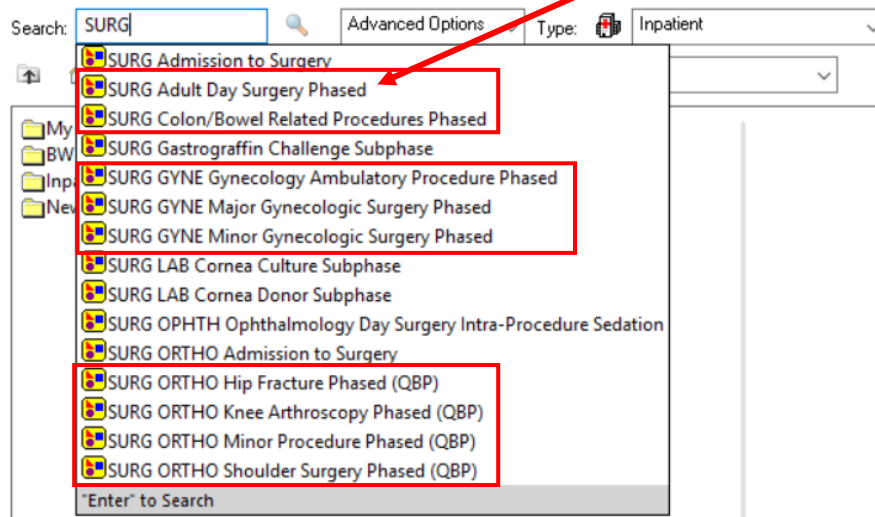 Search: SURG Advanced Options Type: Inpatient
SURG Admission to Surgery
SURG Adult Day Surgery Phased
SURG Colon/Bowel Related Procedures Phased
My
SURG Gastrograffin Challenge Subphase
BW
SURG GYNE Gynecology Ambulatory Procedure Phased
Inpa
SURG GYNE Major Gynecologic Surgery Phased
New
SURG GYNE Minor Gynecologic Surgery Phased
SURG LAB Cornea Culture Subphase
SURG LAB Cornea Donor Subphase
SURG OPHTH Ophthalmology Day Surgery Intra-Procedure Sedation
SURG ORTHO Admission to Surgery
SURG ORTHO Hip Fracture Phased (QBP)
SURG ORTHO Knee Arthroscopy Phased (QBP)
SURG ORTHO Minor Procedure Phased (QBP)
SURG ORTHO Shoulder Surgery Phased (QBP)
"Enter" to Search